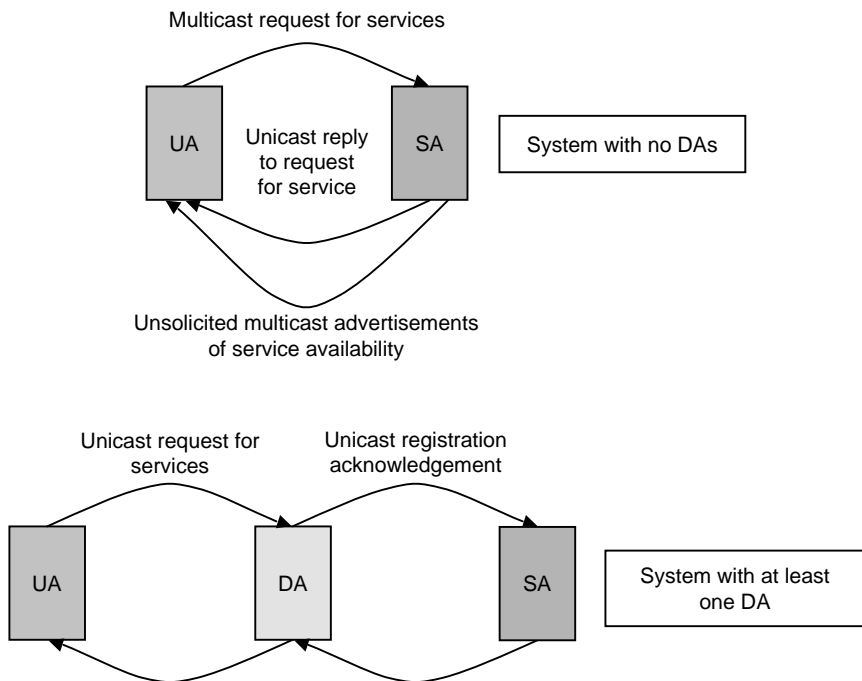 Multicast request for services
UA
Unicast reply
to request
for service
SA
System with no DAs
Unsolicited multicast advertisements
of service availability
Unicast request for
services
Unicast registration
acknowledgement
UA
DA
SA
System with at least
one DA